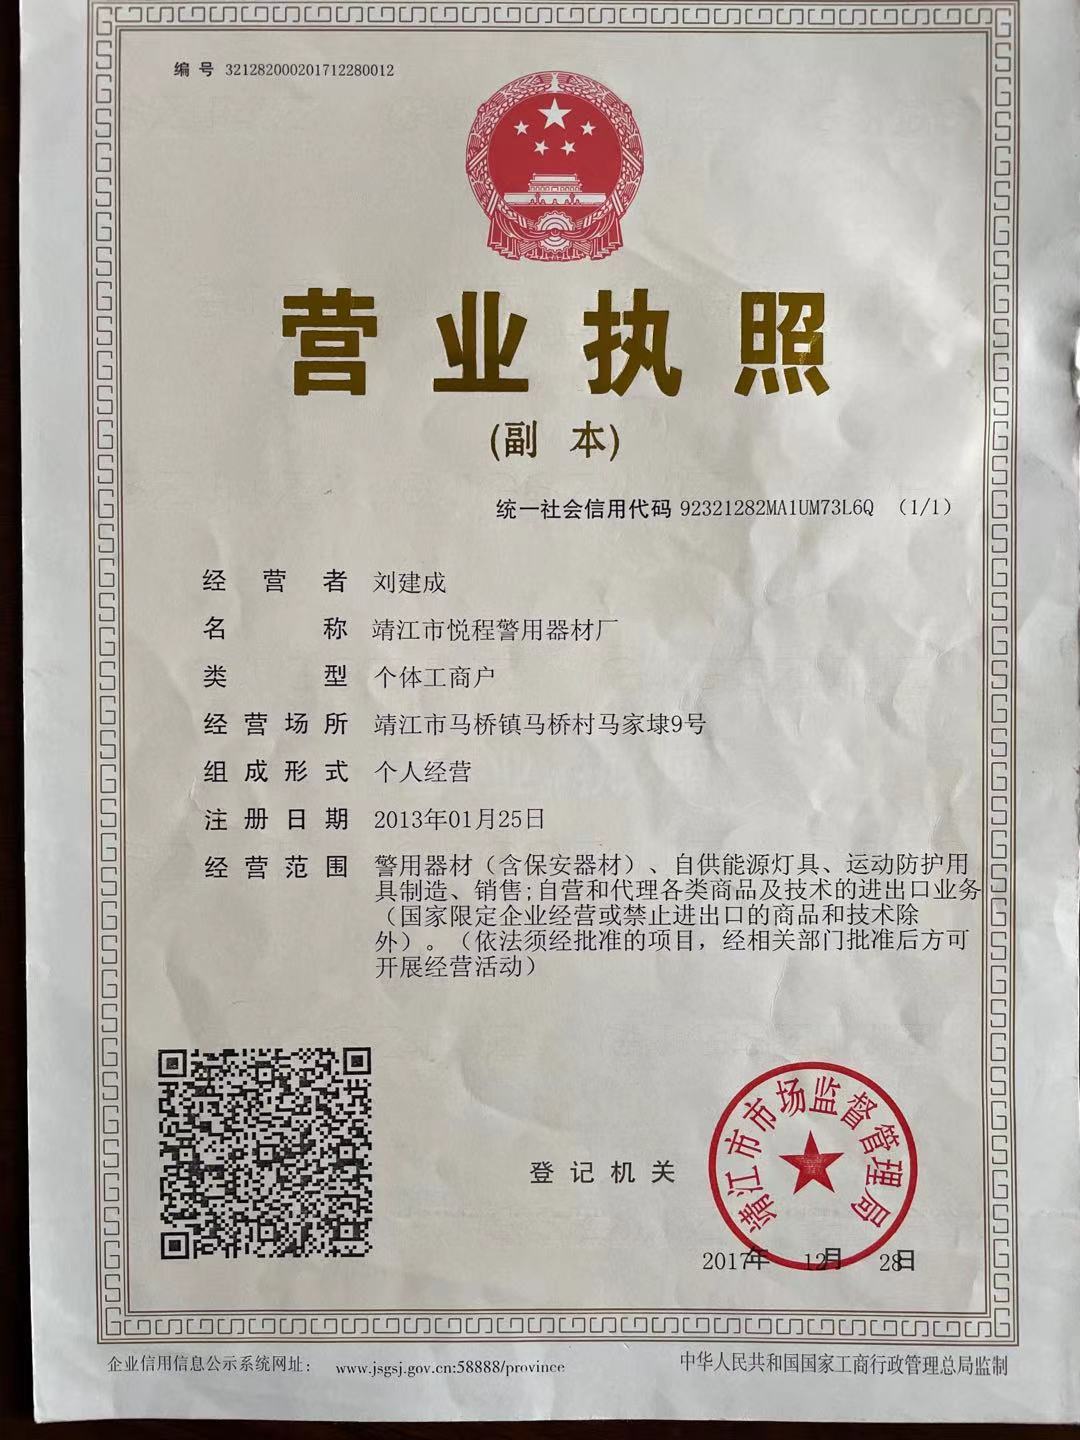 编 号 321282000201712280012
营业执照
(副 本)
统一社会信用代码 92321282MA1UM73L6Q （1/1）
经营者 刘建成
名称 靖江市悦程警用器材厂
类型 个体工商户
经营场所 靖江市马桥镇马桥村马家埭9号
组成形式 个人经营
注册日期 2013年01月25日
经营范围 警用器材（含保安器材）、自供能源灯具、运动防护用
具制造、销售;自营和代理各类商品及技术的进出口业务
（国家限定企业经营或禁止进出口的商品和技术除
外）。（依法须经批准的项目，经相关部门批准后方可
开展经营活动）
登记机关
靖江市市场监督管理局
2017年 12月 28日
企业信用信息公示系统网址： www.jsgsj.gov.cn:58888/province
中华人民共和国国家工商行政管理总局监制